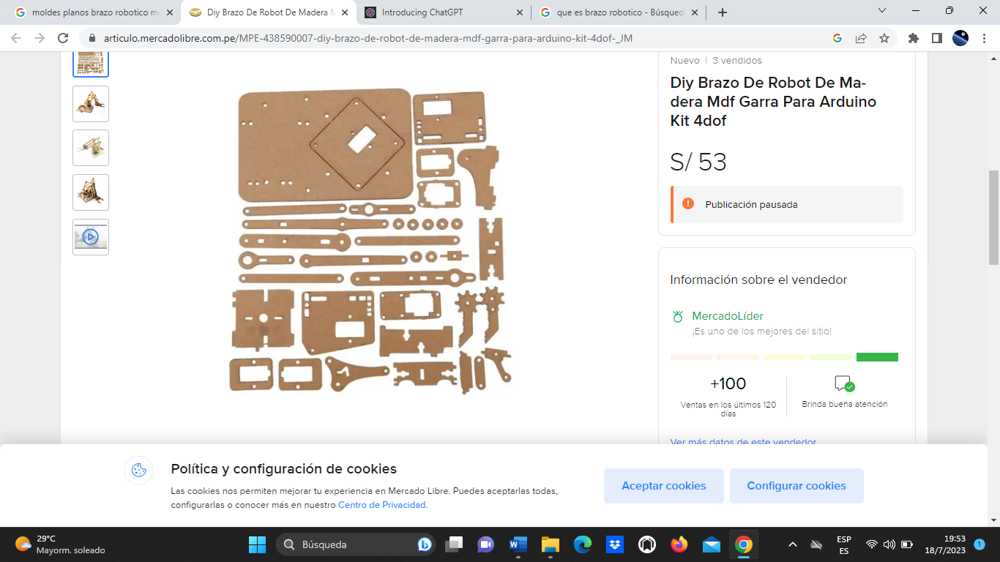 moldes planos brazo robotico m
Diy Brazo De Robot De Madera M
Introducing ChatGPT
que es brazo robotico - Búsqued
articulo.mercadolibre.com.pe/MPE-438590007-diy-brazo-de-robot-de-madera-mdf-garra-para-arduino-kit-4dof-_JM
Nuevo | 3 vendidos
Diy Brazo De Robot De Ma-
dera Mdf Garra Para Arduino
Kit 4dof
S/ 53
Publicación pausada
Información sobre el vendedor
MercadoLíder
¡Es uno de los mejores del sitio!
+100
Ventas en los últimos 120
días
Brinda buena atención
Ver más datos de este vendedor
Política y configuración de cookies
Las cookies nos permiten mejorar tu experiencia en Mercado Libre. Puedes aceptarlas todas,
configurarlas o conocer más en nuestro Centro de Privacidad.
Aceptar cookies
Configurar cookies
29°C
Mayorm. soleado
Búsqueda
ESP
ES
19:53
18/7/2023
1